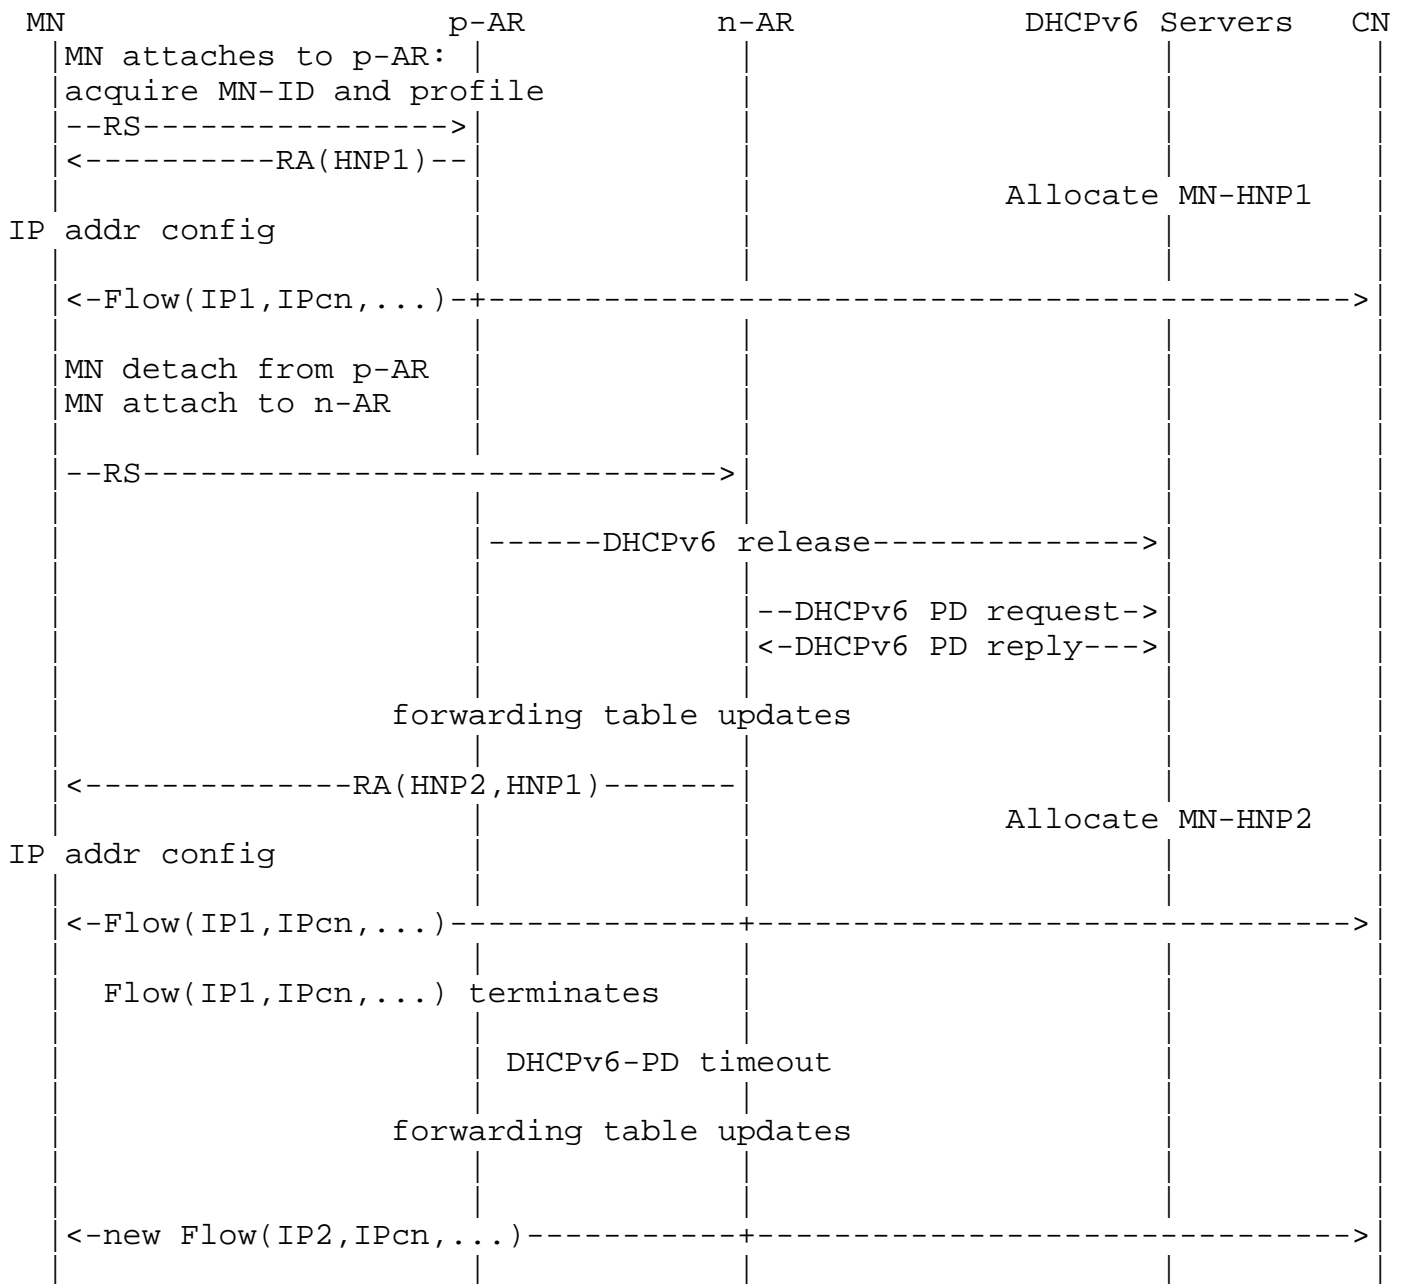 MN p-AR n-AR DHCPv6 Servers CN
MN attaches to p-AR:
acquire MN-ID and profile
--RS---------------->
<----------RA(HNP1)--
Allocate MN-HNP1
IP addr config
<-Flow(IP1,IPcn,...)-+--------------------------------------------->
MN detach from p-AR
MN attach to n-AR
--RS------------------------------>
------DHCPv6 release-------------->
--DHCPv6 PD request->
<-DHCPv6 PD reply--->
forwarding table updates
<--------------RA(HNP2,HNP1)-------
Allocate MN-HNP2
IP addr config
<-Flow(IP1,IPcn,...)---------------+------------------------------->
Flow(IP1,IPcn,...) terminates
DHCPv6-PD timeout
forwarding table updates
<-new Flow(IP2,IPcn,...)-----------+------------------------------->